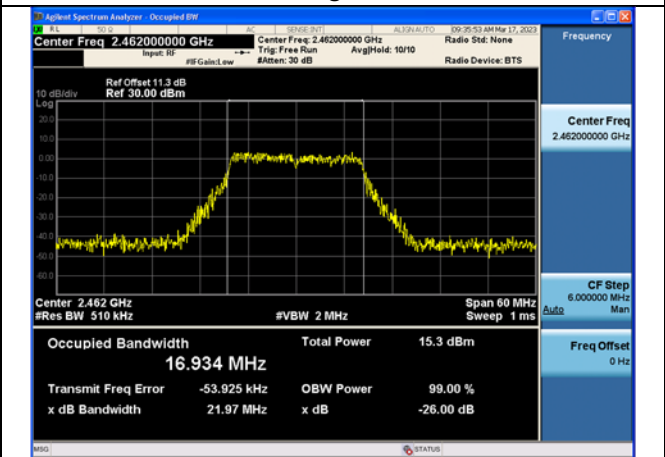 Agilent Spectrum Analyzer - Occupied BW
RL 50 Ω AC SENSE:INT ALIGN AUTO 09:35:53 AM Mar 17, 2023
Center Freq 2.462000000 GHz Center Freq: 2.462000000 GHz Radio Std: None Frequency
Input: RF Trig: Free Run Avg|Hold: 10/10
#IFGain:Low #Atten: 30 dB Radio Device: BTS
Ref Offset 11.3 dB
10 dB/div Ref 30.00 dBm
Log
20.0
10.0
0.00
-10.0
-20.0
-30.0
-40.0
-50.0
-60.0
Center Freq
2.462000000 GHz
Center 2.462 GHz Span 60 MHz
#Res BW 510 kHz #VBW 2 MHz Sweep 1 ms
CF Step
6.000000 MHz
Auto Man
Occupied Bandwidth Total Power 15.3 dBm
16.934 MHz
Freq Offset
0 Hz
Transmit Freq Error -53.925 kHz OBW Power 99.00 %
x dB Bandwidth 21.97 MHz x dB -26.00 dB
MSG STATUS